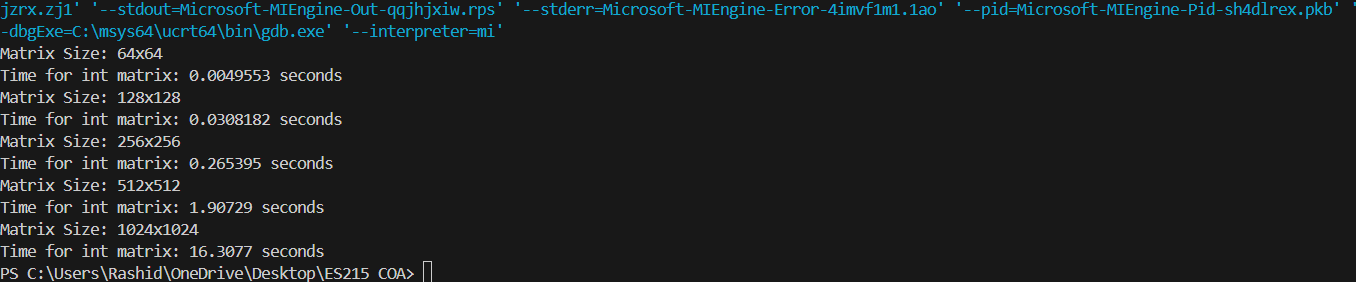 jzrx.zj1' '--stdout=Microsoft-MIEngine-Out-qqjhjxiw.rps' '--stderr=Microsoft-MIEngine-Error-4imvf1m1.1ao' '--pid=Microsoft-MIEngine-Pid-sh4dlrex.pkb' '-
-dbgExe=C:\msys64\ucrt64\bin\gdb.exe' '--interpreter=mi'
Matrix Size: 64x64
Time for int matrix: 0.0049553 seconds
Matrix Size: 128x128
Time for int matrix: 0.0308182 seconds
Matrix Size: 256x256
Time for int matrix: 0.265395 seconds
Matrix Size: 512x512
Time for int matrix: 1.90729 seconds
Matrix Size: 1024x1024
Time for int matrix: 16.3077 seconds
PS C:\Users\Rashid\OneDrive\Desktop\ES215 COA>